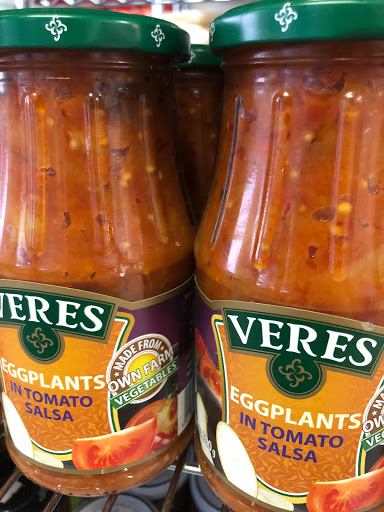 VERES
EGGPLANTS
IN TOMATO
SALSA
MADE FROM
OWN FARM
VEGETABLES
VERES
EGGPLANTS
IN TOMATO
SALSA